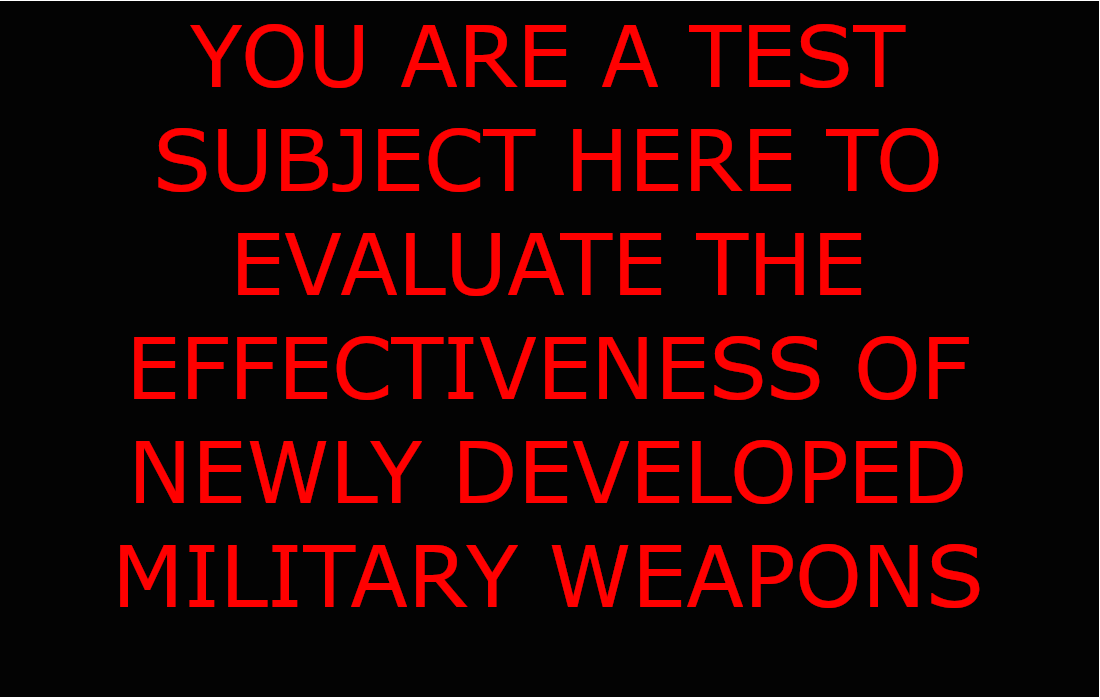 YOU ARE A TEST
SUBJECT HERE TO
EVALUATE THE
EFFECTIVENESS OF
NEWLY DEVELOPED
MILITARY WEAPONS